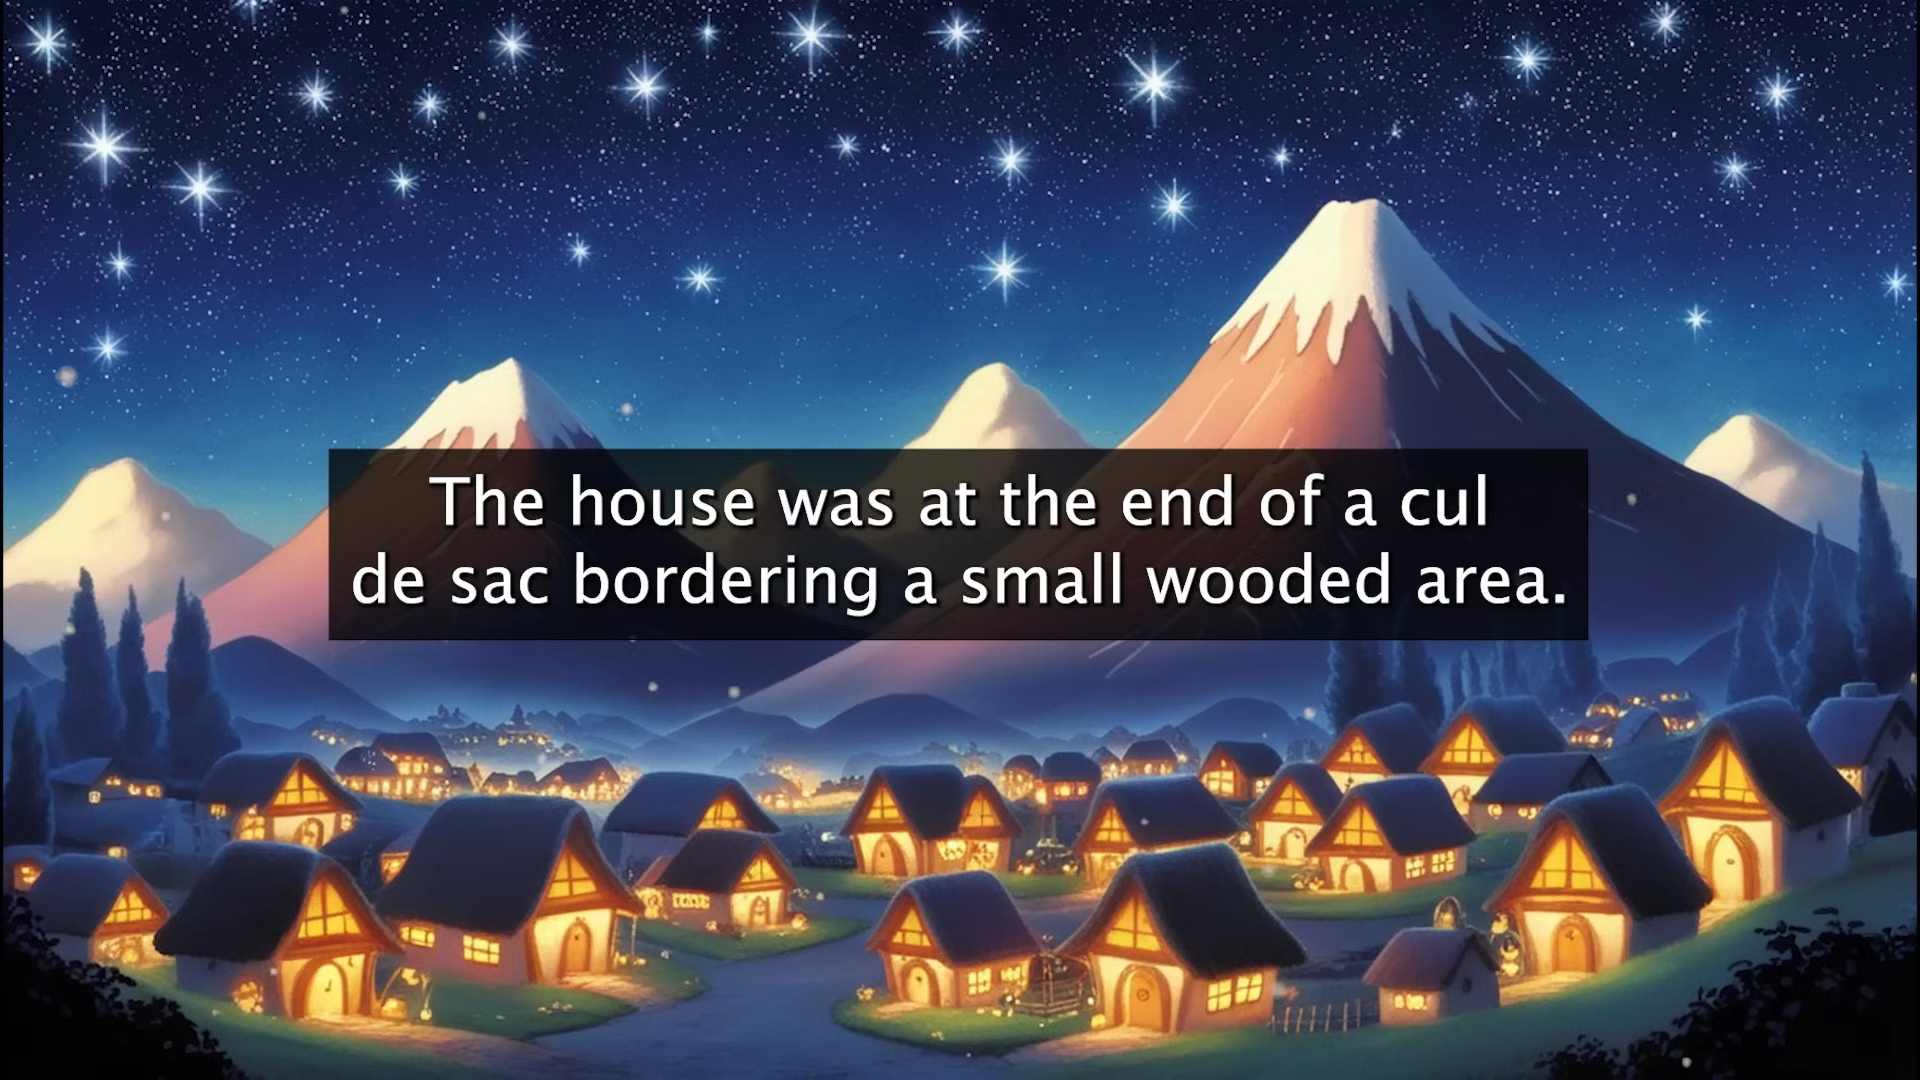 The house was at the end of a cul
de sac bordering a small wooded area.